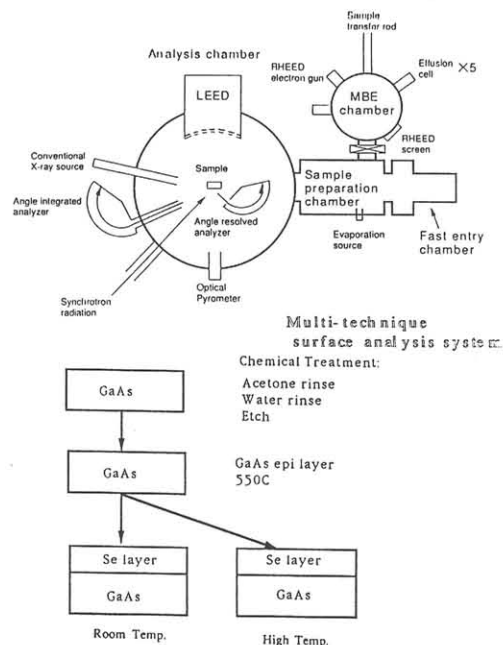 Sample
transfer rod
Analysis chamber
RHEED
electron gun
Effusion
cell ×5
LEED
MBE
chamber
RHEED
screen
Conventional
X-ray source
Sample
Sample
preparation
chamber
Angle integrated
analyzer
Angle resolved
analyzer
Evaporation
source
Fast entry
chamber
Synchrotron
radiation
Optical
Pyrometer
Multi-technique
surface analysis system.
Chemical Treatment:
GaAs
Acetone rinse
Water rinse
Etch
GaAs
GaAs epi layer
550C
Se layer
GaAs
Room Temp.
Se layer
GaAs
High Temp.